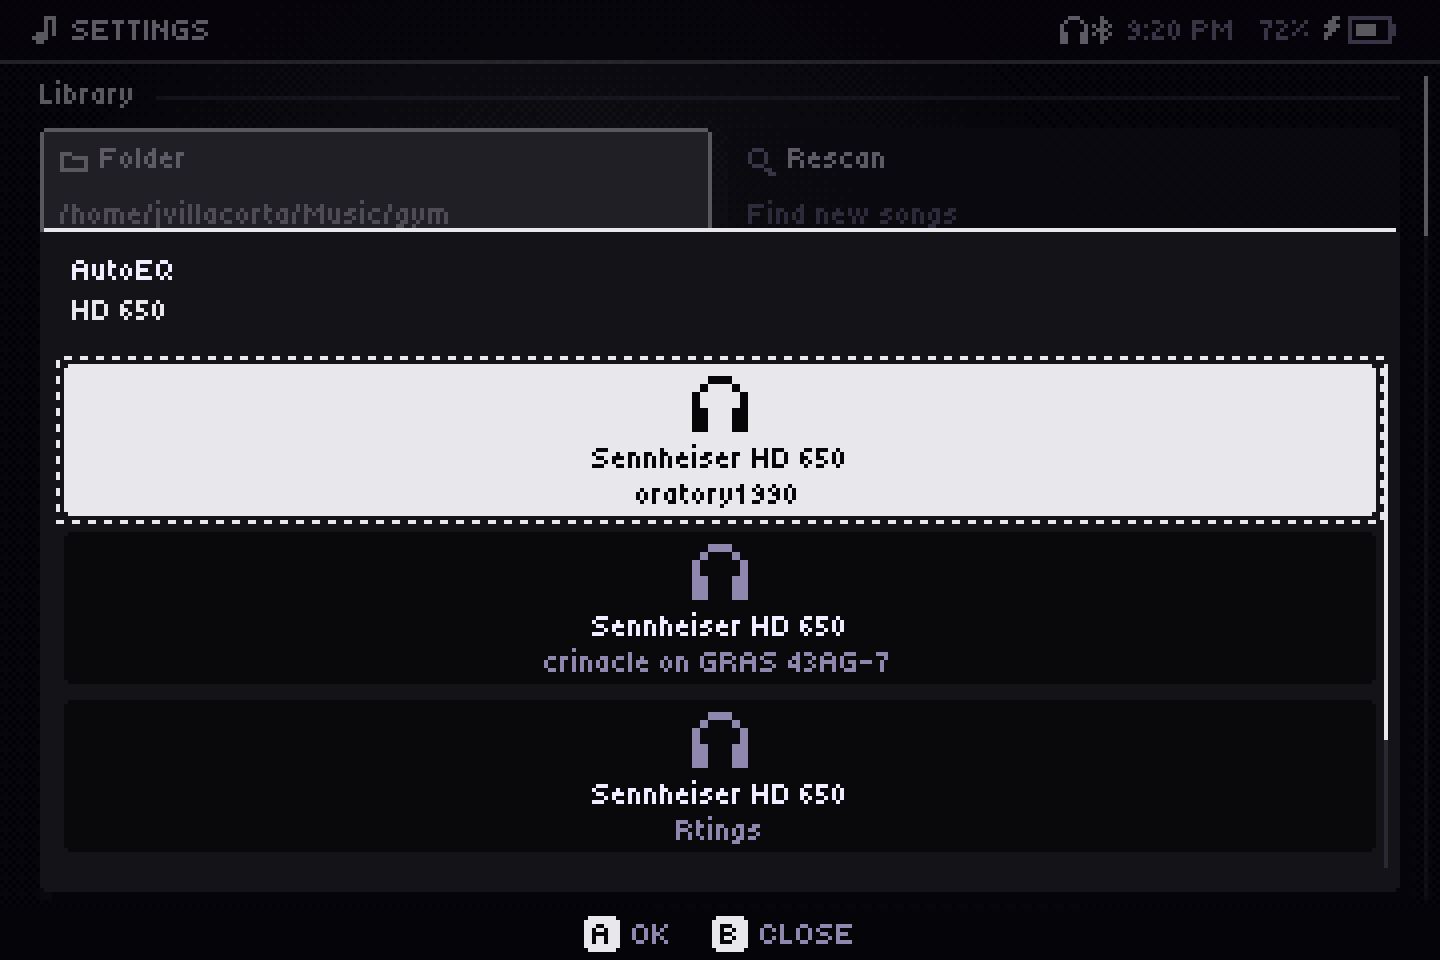 SETTINGS
9:20 PM 72%
Library
Folder
Rescan
/home/jvillacorta/Music/gym
Find new songs
AutoEQ
HD 650
Sennheiser HD 650
oratory1990
Sennheiser HD 650
crinacle on GRAS 43AG-7
Sennheiser HD 650
Rtings
A OK B CLOSE